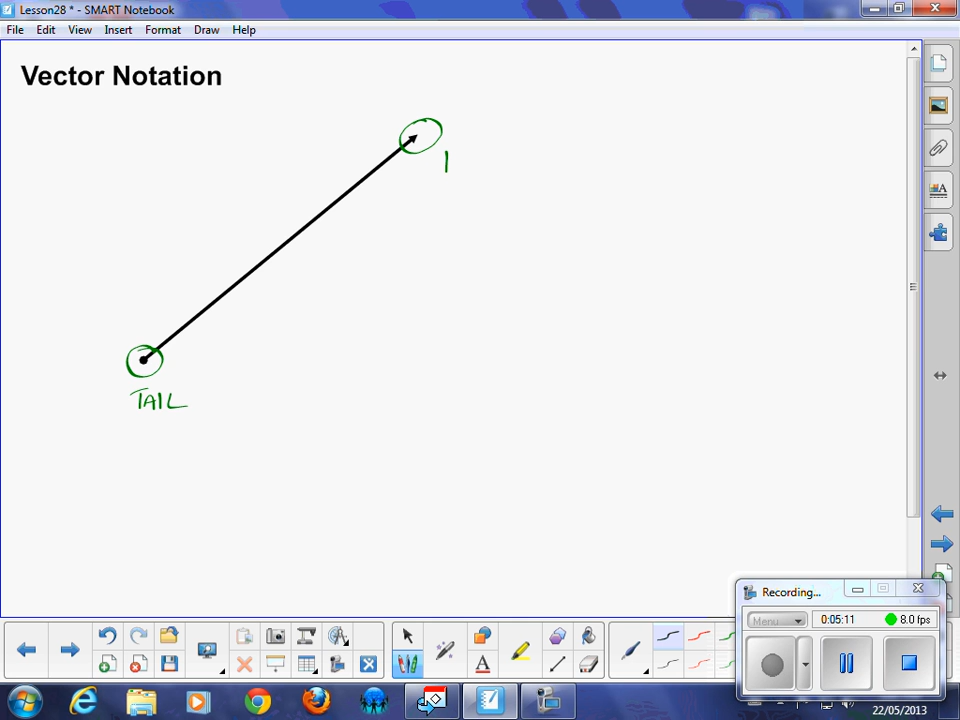 Lesson28 * - SMART Notebook
File Edit View Insert Format Draw Help
Vector Notation
TAIL
Recording...
Menu 0:05:11 8.0 fps
22/05/2013